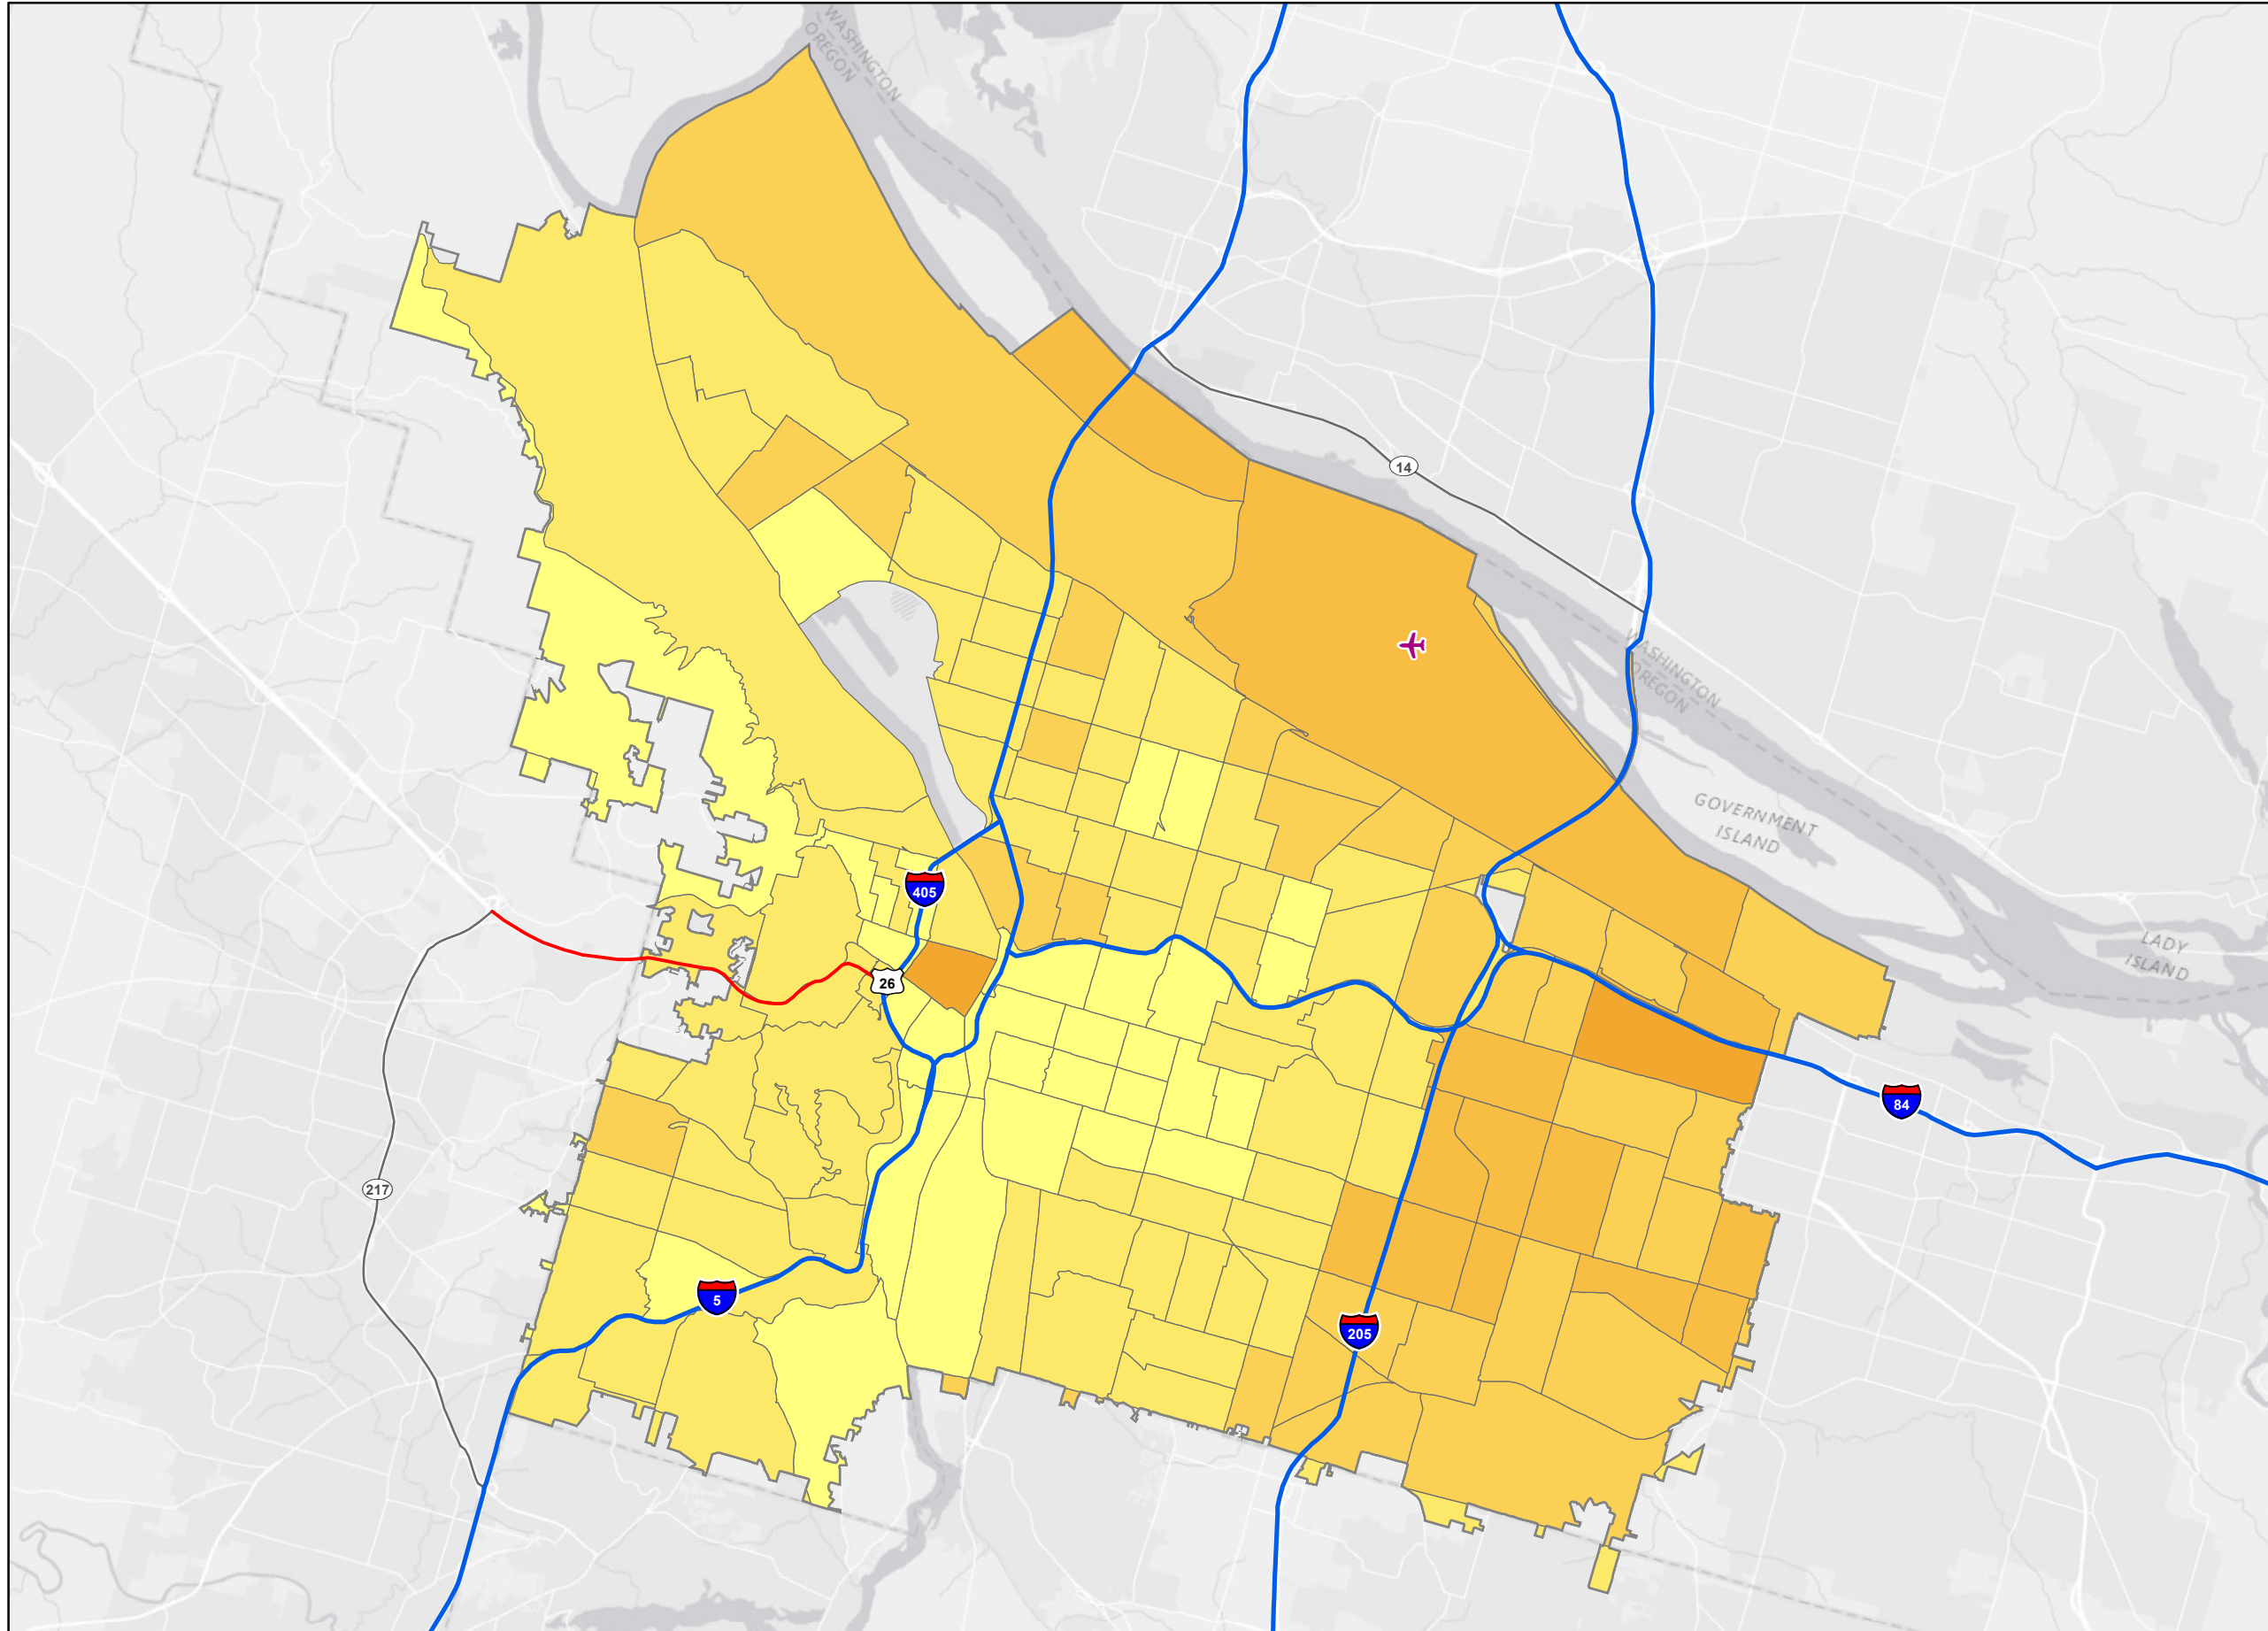 WASHINGTON
OREGON
14
WASHINGTON
OREGON
GOVERNMENT
ISLAND
405
LADY
ISLAND
26
84
217
5
205